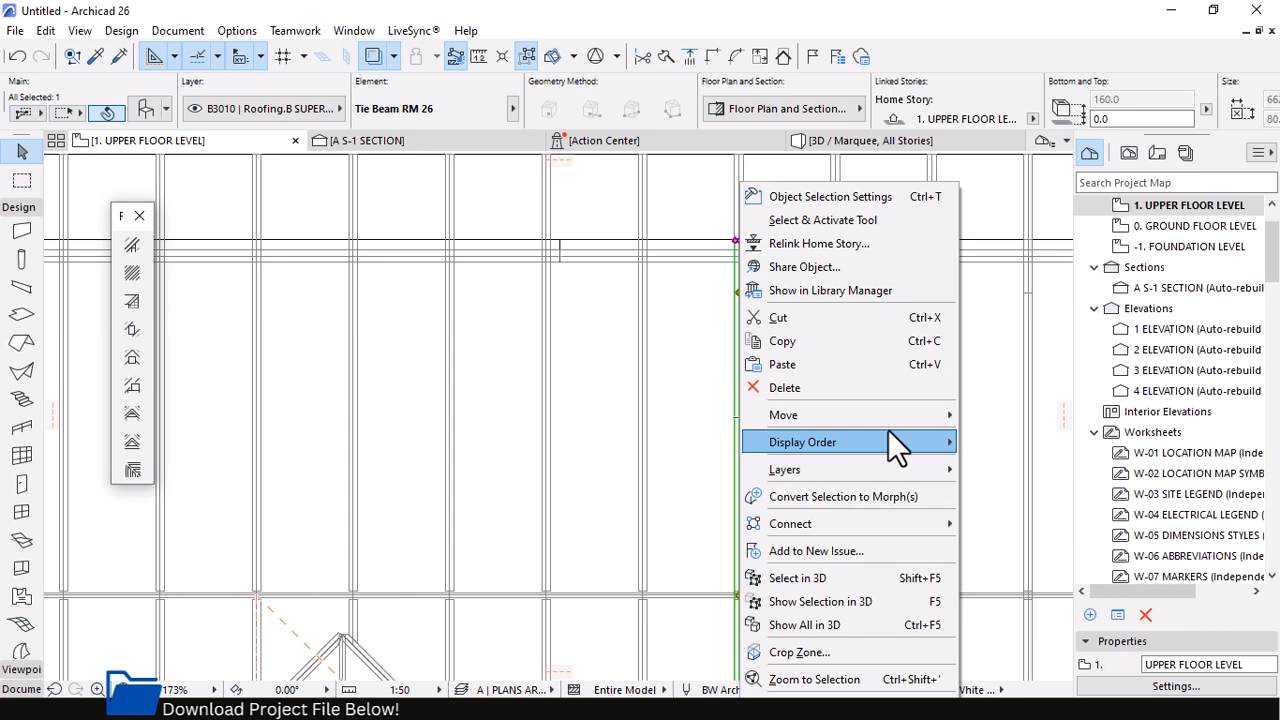 Untitled - Archicad 26
File Edit View Design Document Options Teamwork Window LiveSync® Help
Main:
All Selected: 1
Layer:
B3010 | Roofing.B SUPER...
Element:
Tie Beam RM 26
Geometry Method:
Floor Plan and Section:
Floor Plan and Section...
Linked Stories:
Home Story:
1. UPPER FLOOR LE...
Bottom and Top:
160.0
0.0
Size:
[1. UPPER FLOOR LEVEL]
[A S-1 SECTION]
[Action Center]
[3D / Marquee, All Stories]
Design
Viewpoi
Docume
Object Selection Settings Ctrl+T
Select & Activate Tool
Relink Home Story...
Share Object...
Show in Library Manager
Cut Ctrl+X
Copy Ctrl+C
Paste Ctrl+V
Delete
Move
Display Order
Layers
Convert Selection to Morph(s)
Connect
Add to New Issue...
Select in 3D Shift+F5
Show Selection in 3D F5
Show All in 3D Ctrl+F5
Crop Zone...
Zoom to Selection Ctrl+Shift+'
Search Project Map
1. UPPER FLOOR LEVEL
0. GROUND FLOOR LEVEL
-1. FOUNDATION LEVEL
Sections
A S-1 SECTION (Auto-rebuil
Elevations
1 ELEVATION (Auto-rebuild
2 ELEVATION (Auto-rebuild
3 ELEVATION (Auto-rebuild
4 ELEVATION (Auto-rebuild
Interior Elevations
Worksheets
W-01 LOCATION MAP (Inde
W-02 LOCATION MAP SYMB
W-03 SITE LEGEND (Indepen
W-04 ELECTRICAL LEGEND (
W-05 DIMENSIONS STYLES (
W-06 ABBREVIATIONS (Inde
W-07 MARKERS (Independe
Properties
1. UPPER FLOOR LEVEL
Settings...
173% 0.00° 1:50 A | PLANS AR... Entire Model BW Arch White ...
Download Project File Below!